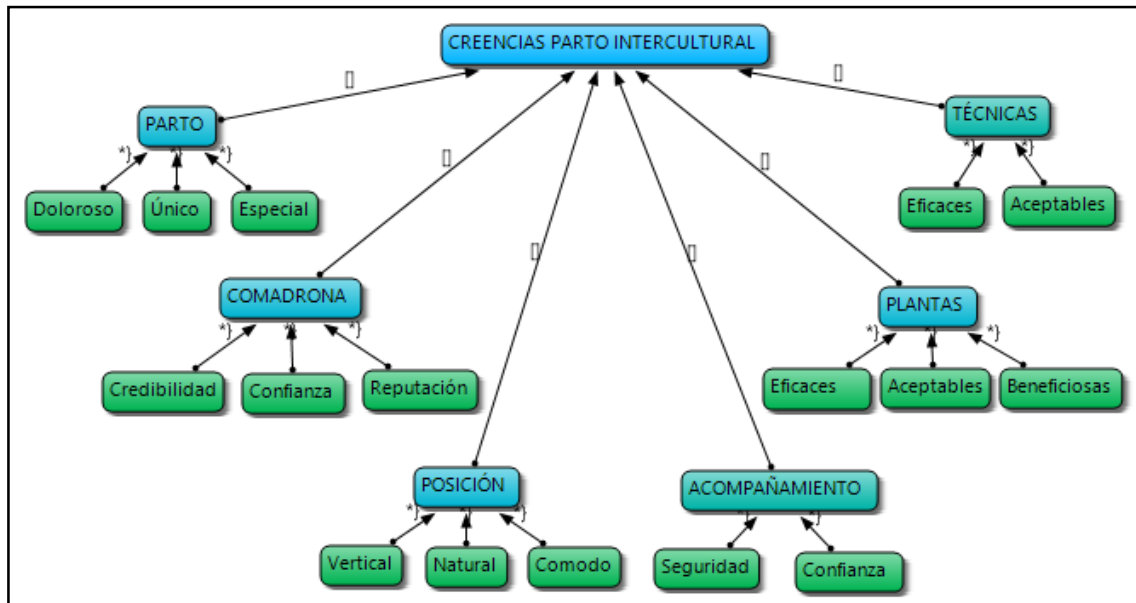 CREENCIAS PARTO INTERCULTURAL
[]
[]
PARTO
TÉCNICAS
*}
*}
*}
*}
*}
[]
[]
Doloroso
Único
Especial
Eficaces
Aceptables
[]
[]
COMADRONA
PLANTAS
*}
*}
*}
*}
*}
*}
Credibilidad
Confianza
Reputación
Eficaces
Aceptables
Beneficiosas
POSICIÓN
ACOMPAÑAMIENTO
*}
*}
*}
*}
*}
Vertical
Natural
Comodo
Seguridad
Confianza